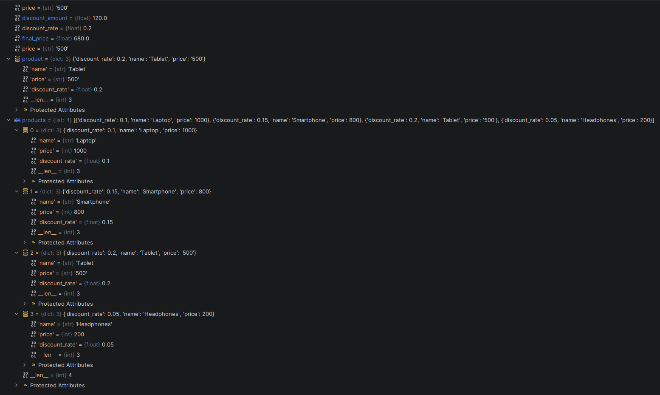 price = {str} '500'
discount_amount = {float} 120.0
discount_rate = {float} 0.2
final_price = {float} 680.0
price = {str} '500'
product = {dict: 3} {'discount_rate': 0.2, 'name': 'Tablet', 'price': '500'}
'name' = {str} 'Tablet'
'price' = {str} '500'
'discount_rate' = {float} 0.2
__len__ = {int} 3
Protected Attributes
products = {list: 4} [{'discount_rate': 0.1, 'name': 'Laptop', 'price': 1000}, {'discount_rate': 0.15, 'name': 'Smartphone', 'price': 800}, {'discount_rate': 0.2, 'name': 'Tablet', 'price': '500'}, {'discount_rate': 0.05, 'name': 'Headphones', 'price': 200}]
0 = {dict: 3} {'discount_rate': 0.1, 'name': 'Laptop', 'price': 1000}
'name' = {str} 'Laptop'
'price' = {int} 1000
'discount_rate' = {float} 0.1
__len__ = {int} 3
Protected Attributes
1 = {dict: 3} {'discount_rate': 0.15, 'name': 'Smartphone', 'price': 800}
'name' = {str} 'Smartphone'
'price' = {int} 800
'discount_rate' = {float} 0.15
__len__ = {int} 3
Protected Attributes
2 = {dict: 3} {'discount_rate': 0.2, 'name': 'Tablet', 'price': '500'}
'name' = {str} 'Tablet'
'price' = {str} '500'
'discount_rate' = {float} 0.2
__len__ = {int} 3
Protected Attributes
3 = {dict: 3} {'discount_rate': 0.05, 'name': 'Headphones', 'price': 200}
'name' = {str} 'Headphones'
'price' = {int} 200
'discount_rate' = {float} 0.05
__len__ = {int} 3
Protected Attributes
__len__ = {int} 4
Protected Attributes